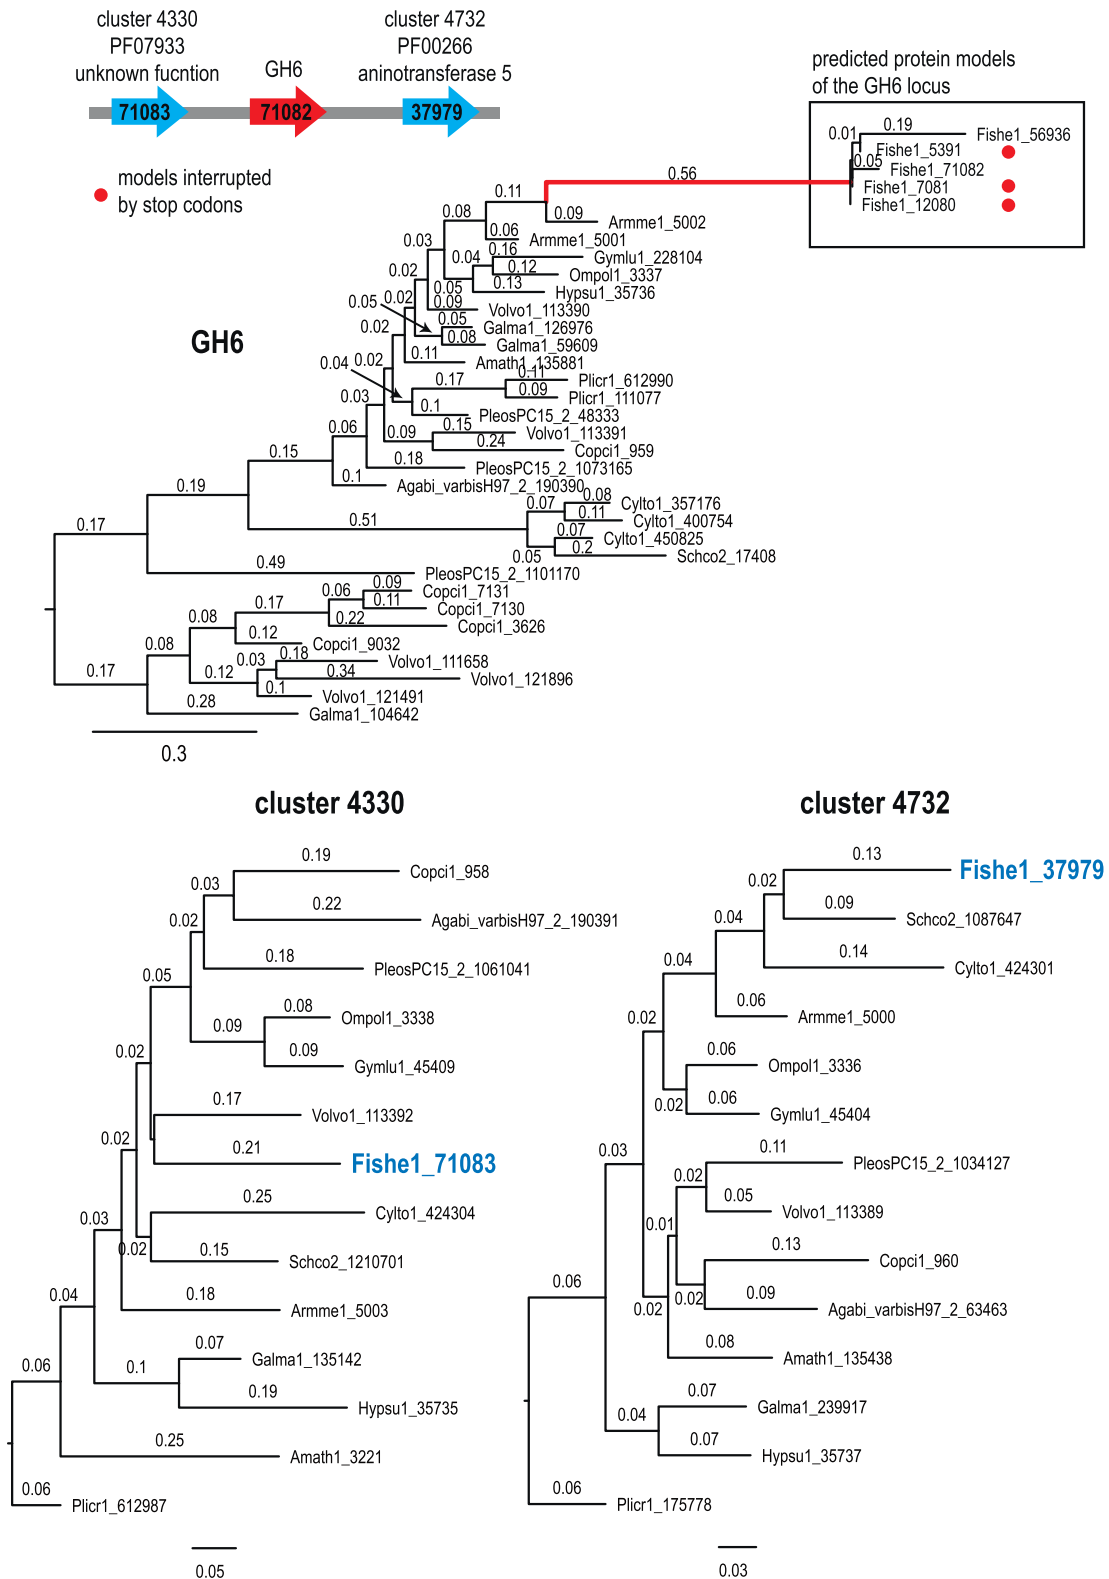 cluster 4330
PF07933
unknown fucntion
GH6
cluster 4732
PF00266
aninotransferase 5
71083
71082
37979
models interrupted
by stop codons
predicted protein models
of the GH6 locus
0.19
0.01
Fishe1_56936
Fishe1_5391
0.05
Fishe1_71082
Fishe1_7081
Fishe1_12080
0.56
0.11
0.09
Armme1_5002
0.08
0.06
Armme1_5001
0.03
0.16
Gymlu1_228104
0.04
0.12
Ompol1_3337
0.02
0.05
0.13
Hypsu1_35736
0.05
0.02
0.09
Volvo1_113390
0.05
Galma1_126976
0.02
0.08
Galma1_59609
GH6
0.11
Amath1_135881
0.04
0.02
0.17
0.11
Plicr1_612990
0.09
Plicr1_111077
0.03
0.1
PleosPC15_2_48333
0.06
0.09
0.15
Volvo1_113391
0.24
Copci1_959
0.15
0.18
PleosPC15_2_1073165
0.1
Agabi_varbisH97_2_190390
0.19
0.07
0.08
Cylto1_357176
0.11
Cylto1_400754
0.51
0.07
Cylto1_450825
0.05
0.2
Schco2_17408
0.17
0.49
PleosPC15_2_1101170
0.09
Copci1_7131
0.06
0.11
Copci1_7130
0.17
0.22
Copci1_3626
0.08
0.12
Copci1_9032
0.08
0.18
Volvo1_111658
0.03
0.34
Volvo1_121896
0.17
0.12
0.1
Volvo1_121491
0.28
Galma1_104642
0.3
cluster 4330
0.19
Copci1_958
0.03
0.22
Agabi_varbisH97_2_190391
0.02
0.18
PleosPC15_2_1061041
0.05
0.08
Ompol1_3338
0.09
0.09
Gymlu1_45409
0.02
0.17
Volvo1_113392
0.02
0.21
Fishe1_71083
0.25
Cylto1_424304
0.03
0.02
0.15
Schco2_1210701
0.04
0.18
Armme1_5003
0.07
Galma1_135142
0.06
0.1
0.19
Hypsu1_35735
0.25
Amath1_3221
0.06
Plicr1_612987
0.05
cluster 4732
0.13
Fishe1_37979
0.02
0.09
Schco2_1087647
0.04
0.14
Cylto1_424301
0.04
0.06
Armme1_5000
0.02
0.06
Ompol1_3336
0.02
0.06
Gymlu1_45404
0.03
0.11
PleosPC15_2_1034127
0.02
0.05
Volvo1_113389
0.01
0.13
Copci1_960
0.02
0.09
Agabi_varbisH97_2_63463
0.06
0.02
0.08
Amath1_135438
0.07
Galma1_239917
0.04
0.07
Hypsu1_35737
0.06
Plicr1_175778
0.03